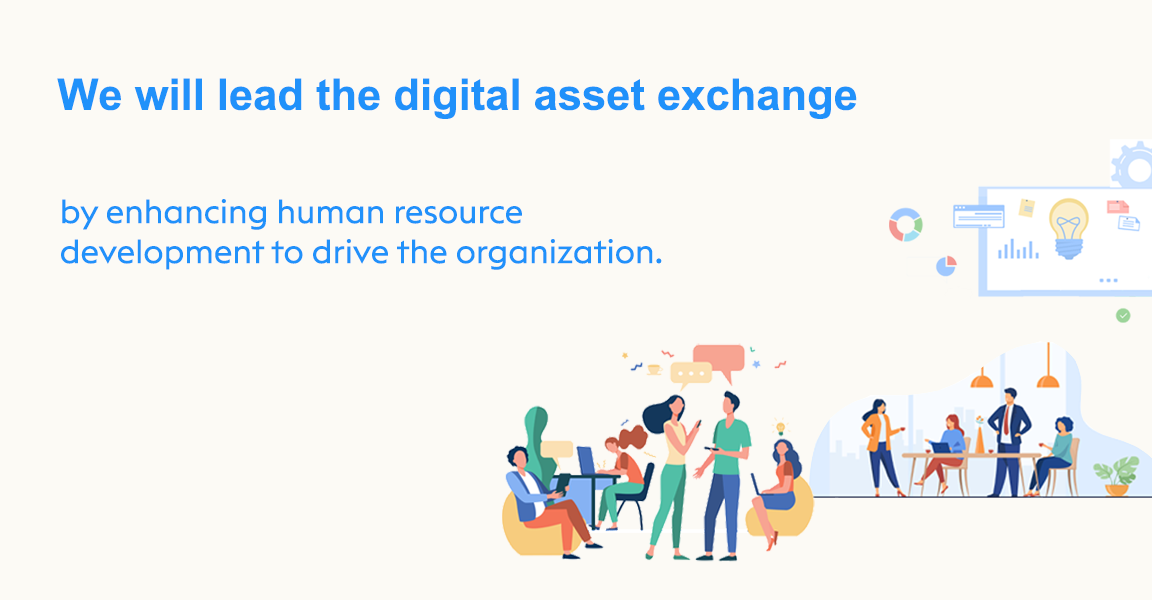 We will lead the digital asset exchange
by enhancing human resource
development to drive the organization.